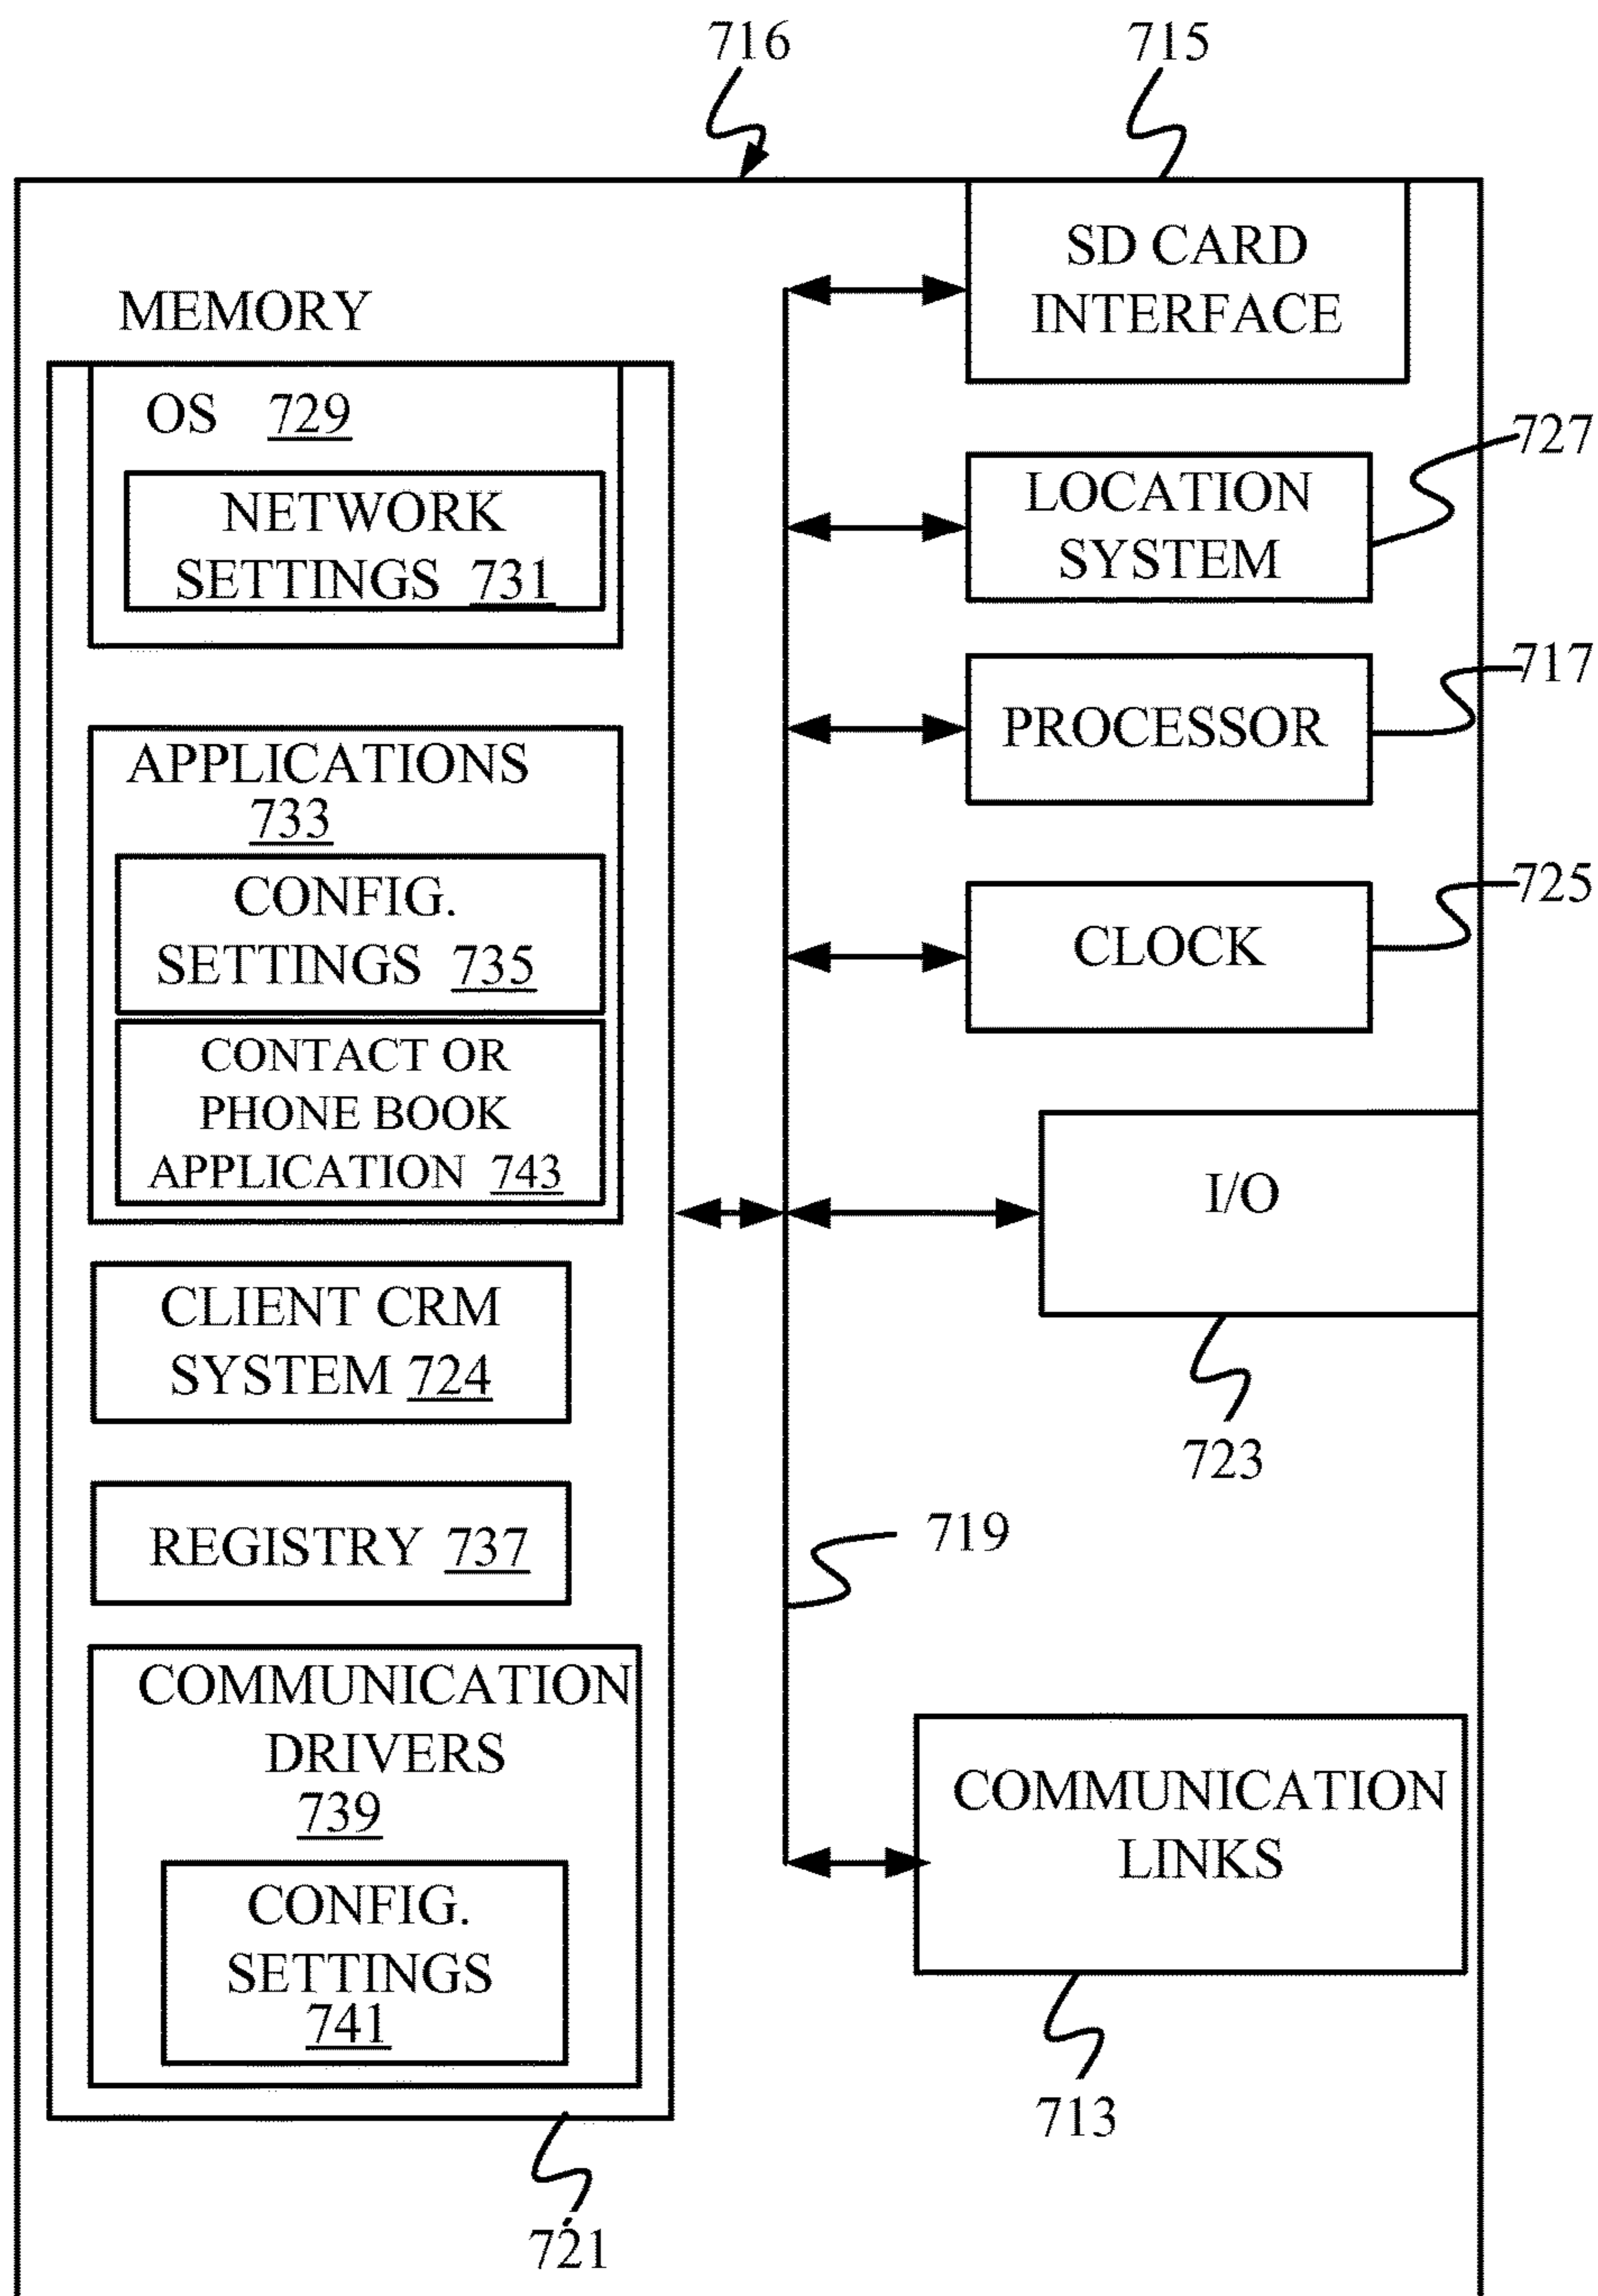 716
715
SD CARD
INTERFACE
MEMORY
OS 729
NETWORK
SETTINGS 731
727
LOCATION
SYSTEM
717
PROCESSOR
APPLICATIONS
733
CONFIG.
SETTINGS 735
725
CLOCK
CONTACT OR
PHONE BOOK
APPLICATION 743
I/O
CLIENT CRM
SYSTEM 724
723
REGISTRY 737
719
COMMUNICATION
DRIVERS
739
CONFIG.
SETTINGS
741
COMMUNICATION
LINKS
713
721